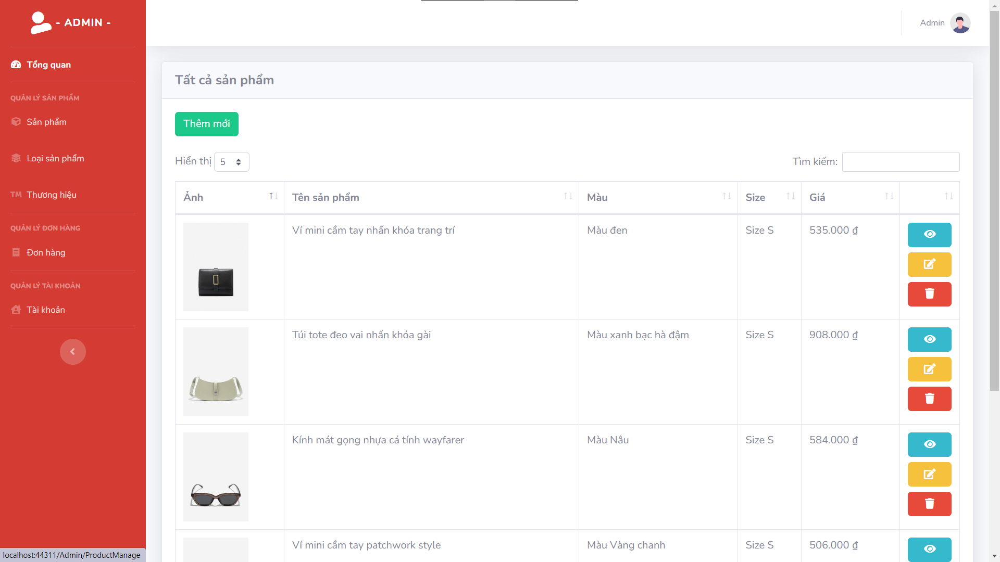 - ADMIN -
Admin
Tổng quan
QUẢN LÝ SẢN PHẨM
Sản phẩm
Loại sản phẩm
TM Thương hiệu
QUẢN LÝ ĐƠN HÀNG
Đơn hàng
QUẢN LÝ TÀI KHOẢN
Tài khoản
Tất cả sản phẩm
Thêm mới
Hiển thị 5
Tìm kiếm:
Ảnh Tên sản phẩm Màu Size Giá
Ví mini cầm tay nhấn khóa trang trí Màu đen Size S 535.000 ₫
Túi tote đeo vai nhấn khóa gài Màu xanh bạc hà đậm Size S 908.000 ₫
Kính mát gọng nhựa cá tính wayfarer Màu Nâu Size S 584.000 ₫
Ví mini cầm tay patchwork style Màu Vàng chanh Size S 506.000 ₫
localhost:44311/Admin/ProductManage